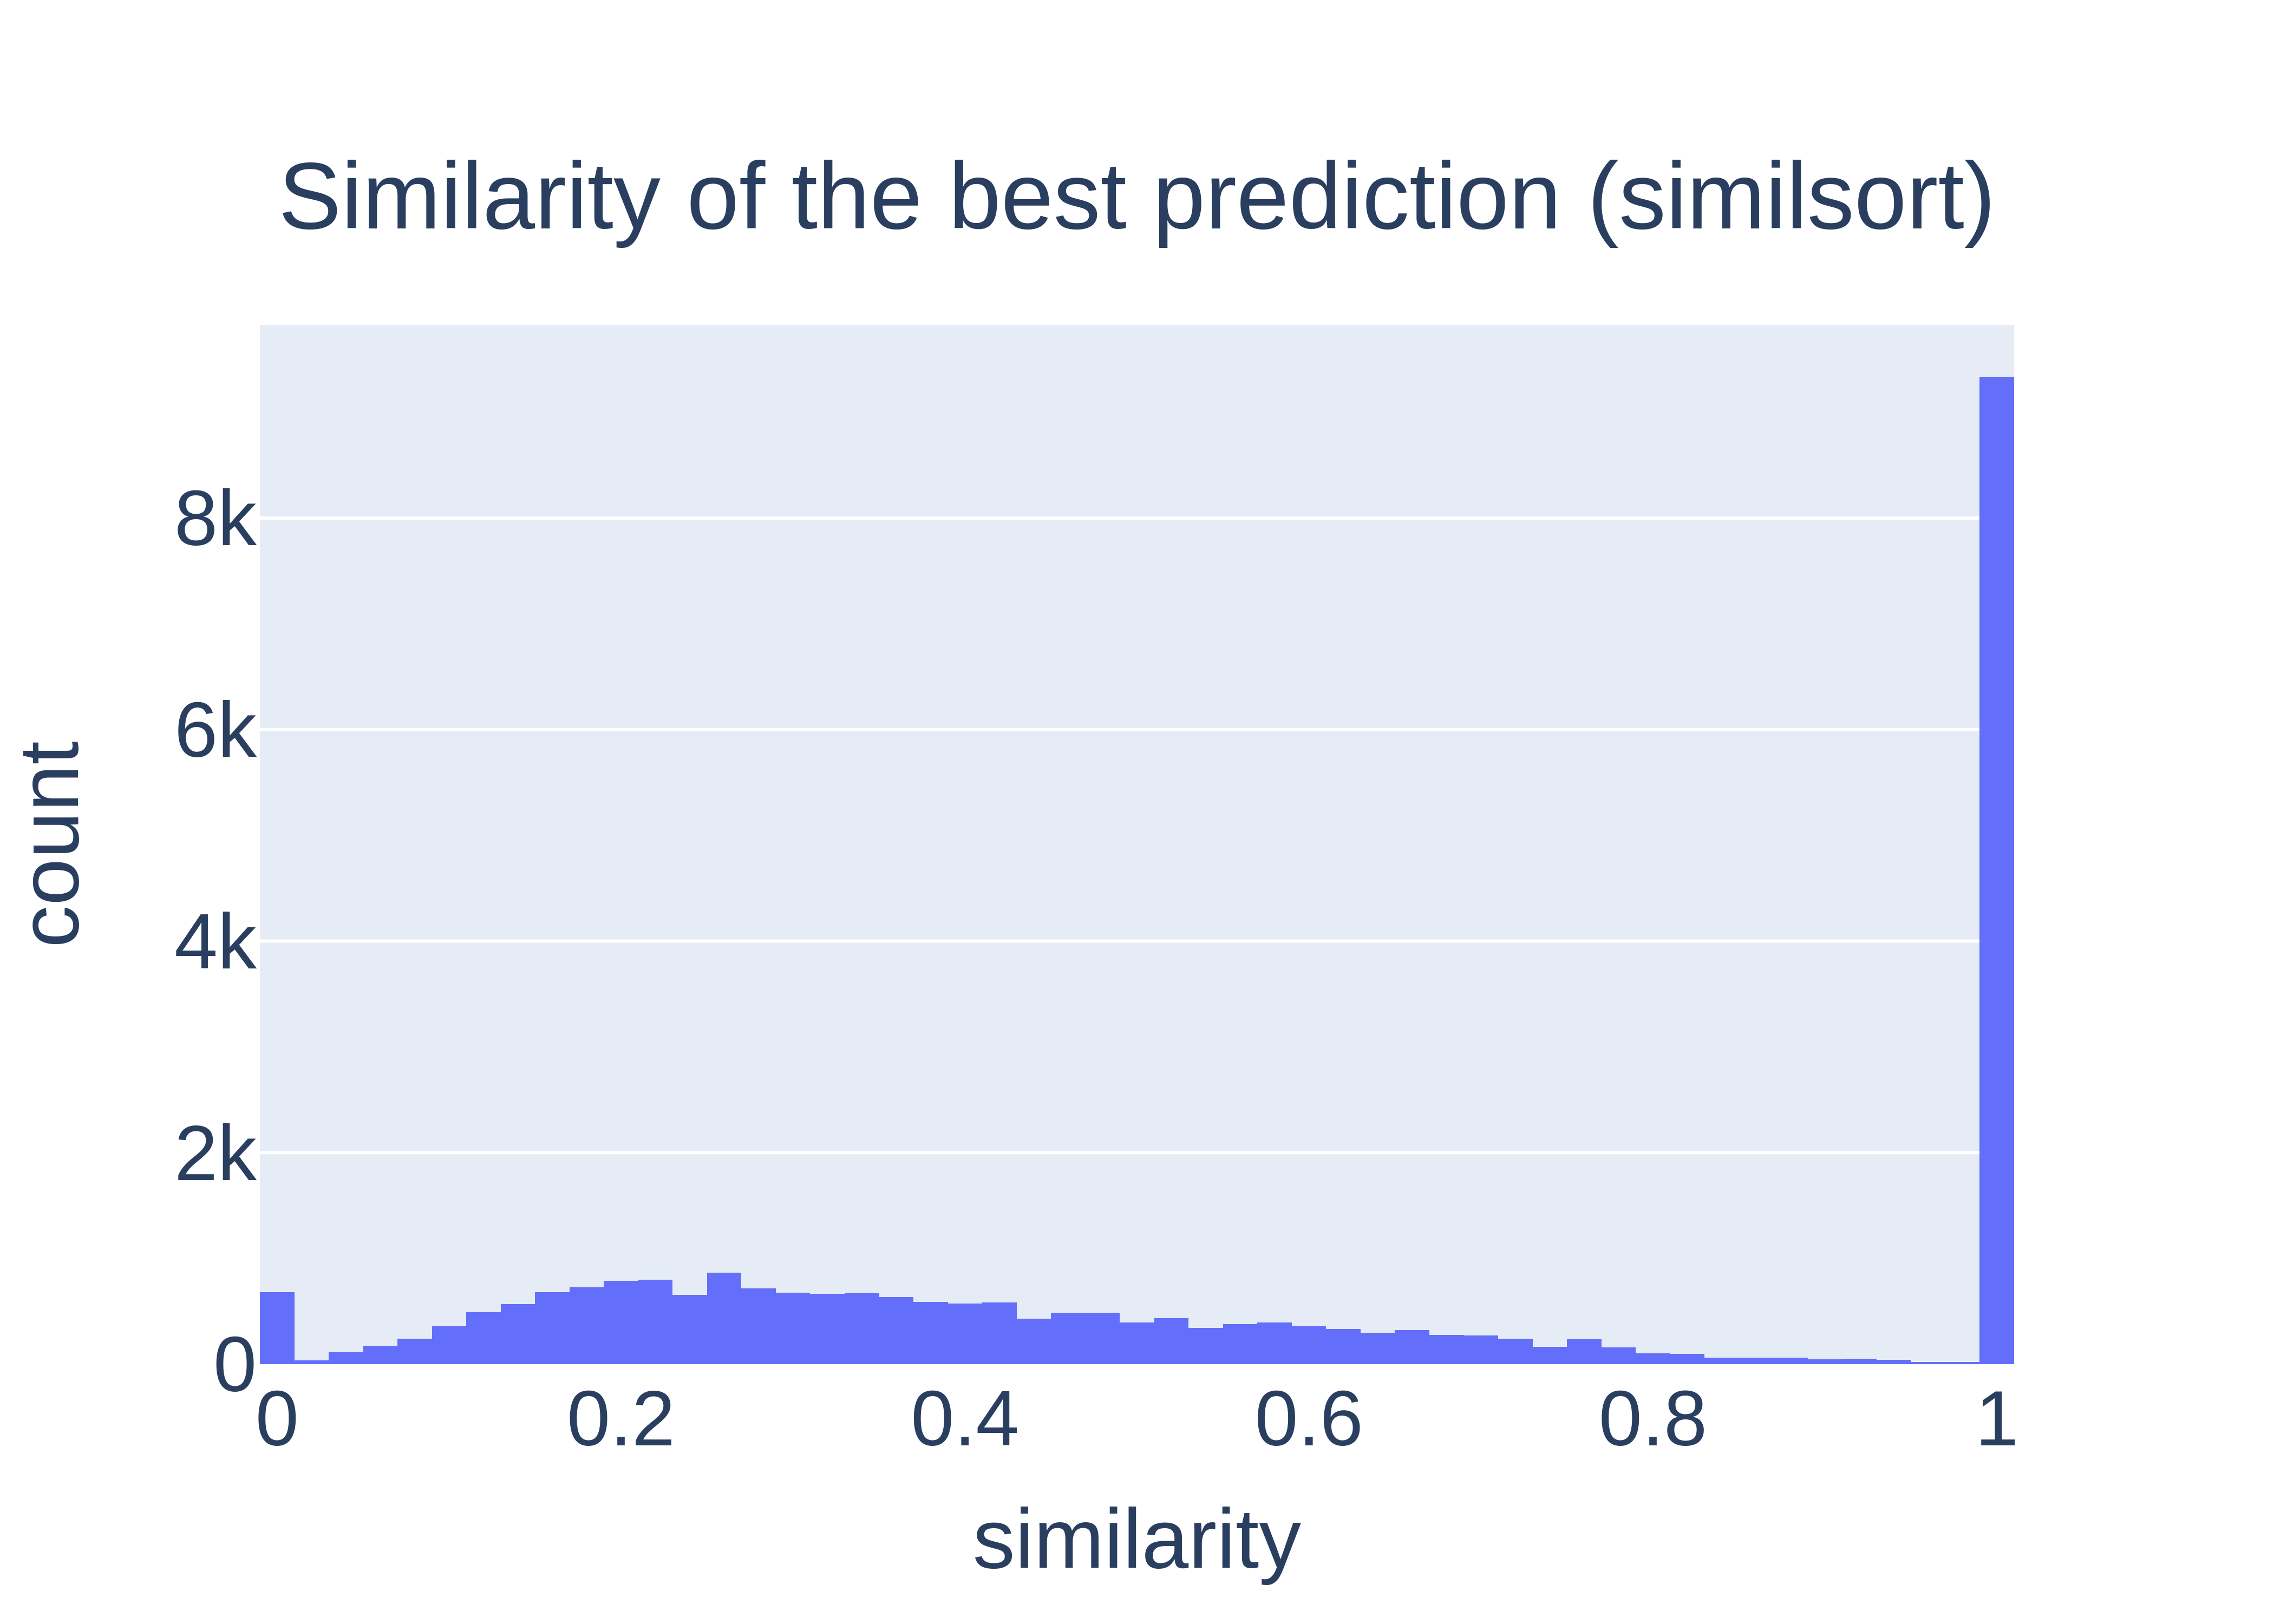 Similarity of the best prediction (similsort)
8k
6k
4k
2k
0
count
0 0.2 0.4 0.6 0.8 1
similarity